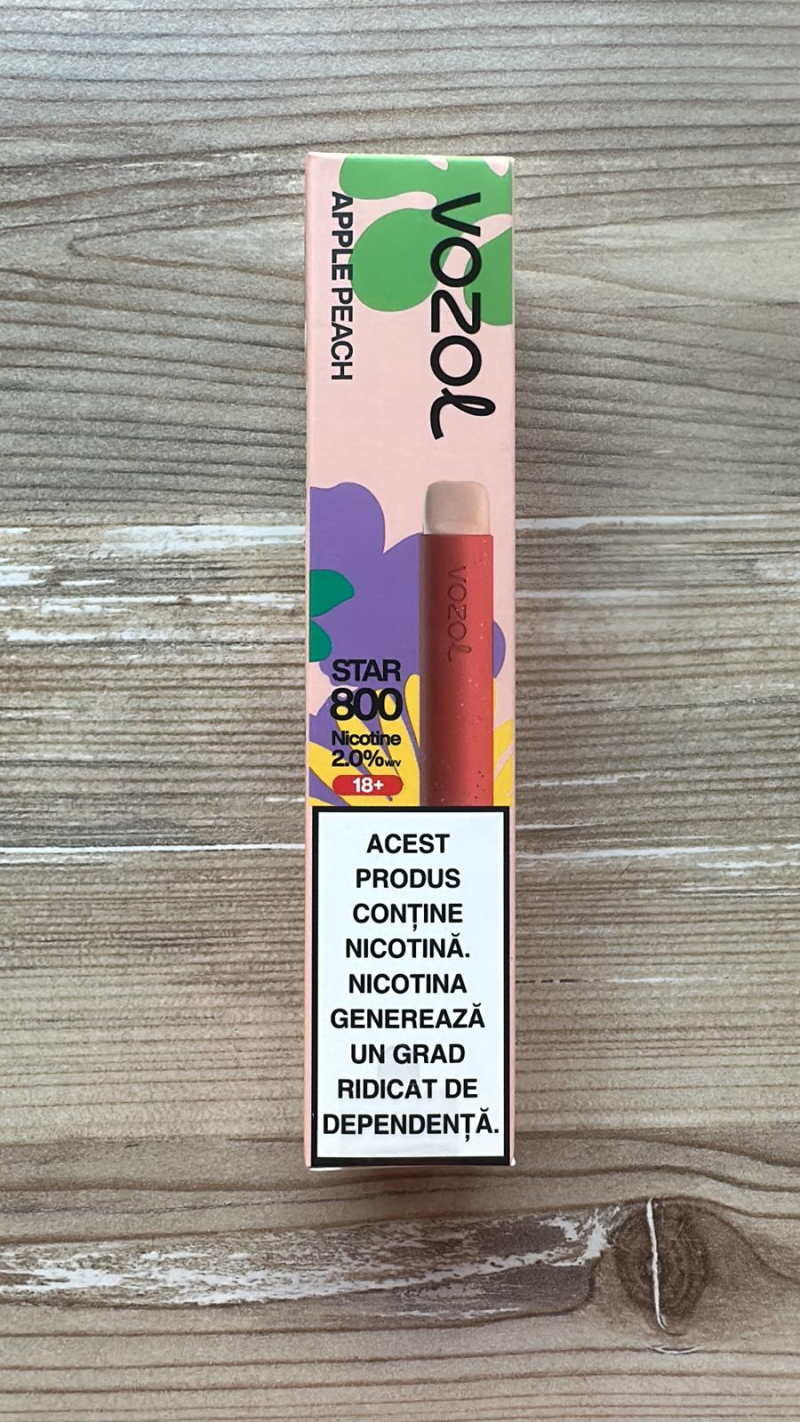 VOZOL
APPLE PEACH
VOZOL
STAR
800
Nicotine
2.0% w/v
18+
ACEST
PRODUS
CONȚINE
NICOTINĂ.
NICOTINA
GENEREAZĂ
UN GRAD
RIDICAT DE
DEPENDENȚĂ.